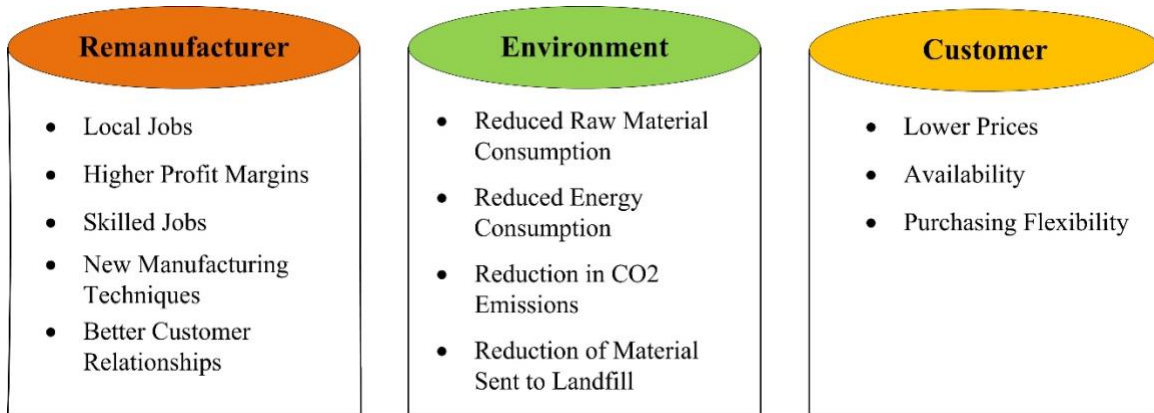 Remanufacturer
• Local Jobs
• Higher Profit Margins
• Skilled Jobs
• New Manufacturing
Techniques
• Better Customer
Relationships
Environment
• Reduced Raw Material
Consumption
• Reduced Energy
Consumption
• Reduction in CO2
Emissions
• Reduction of Material
Sent to Landfill
Customer
• Lower Prices
• Availability
• Purchasing Flexibility